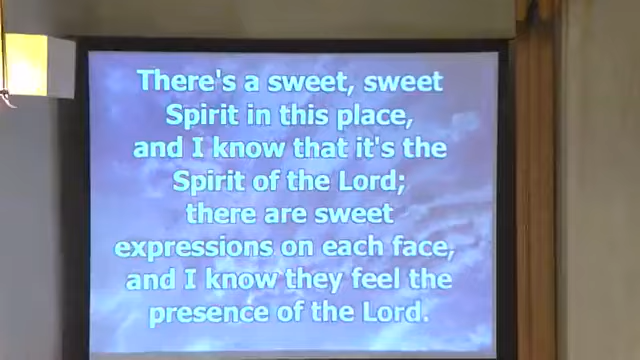 There's a sweet, sweet
Spirit in this place,
and I know that it's the
Spirit of the Lord;
there are sweet
expressions on each face,
and I know they feel the
presence of the Lord.